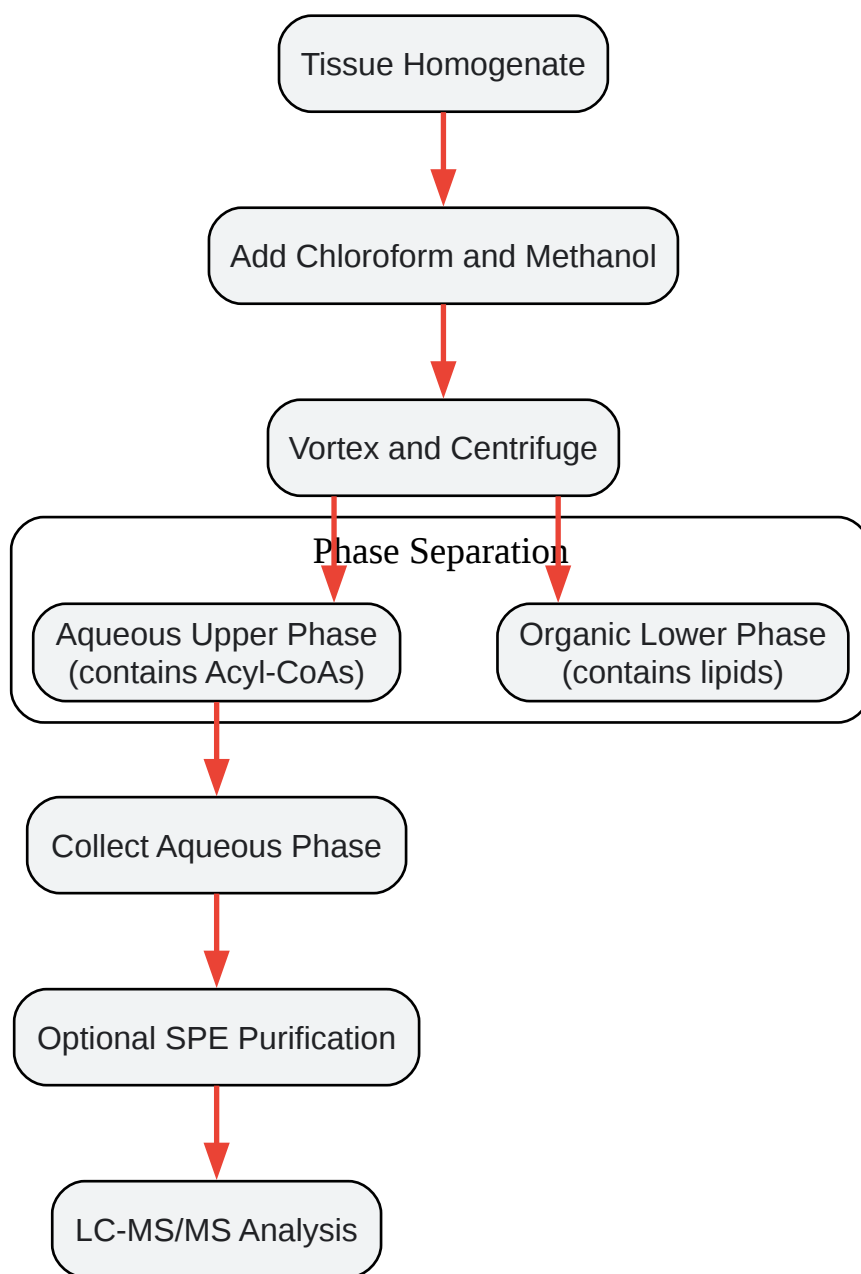 Tissue Homogenate
Add Chloroform and Methanol
Vortex and Centrifuge
Phase Separation
Aqueous Upper Phase
(contains Acyl-CoAs)
Organic Lower Phase
(contains lipids)
Collect Aqueous Phase
Optional SPE Purification
LC-MS/MS Analysis